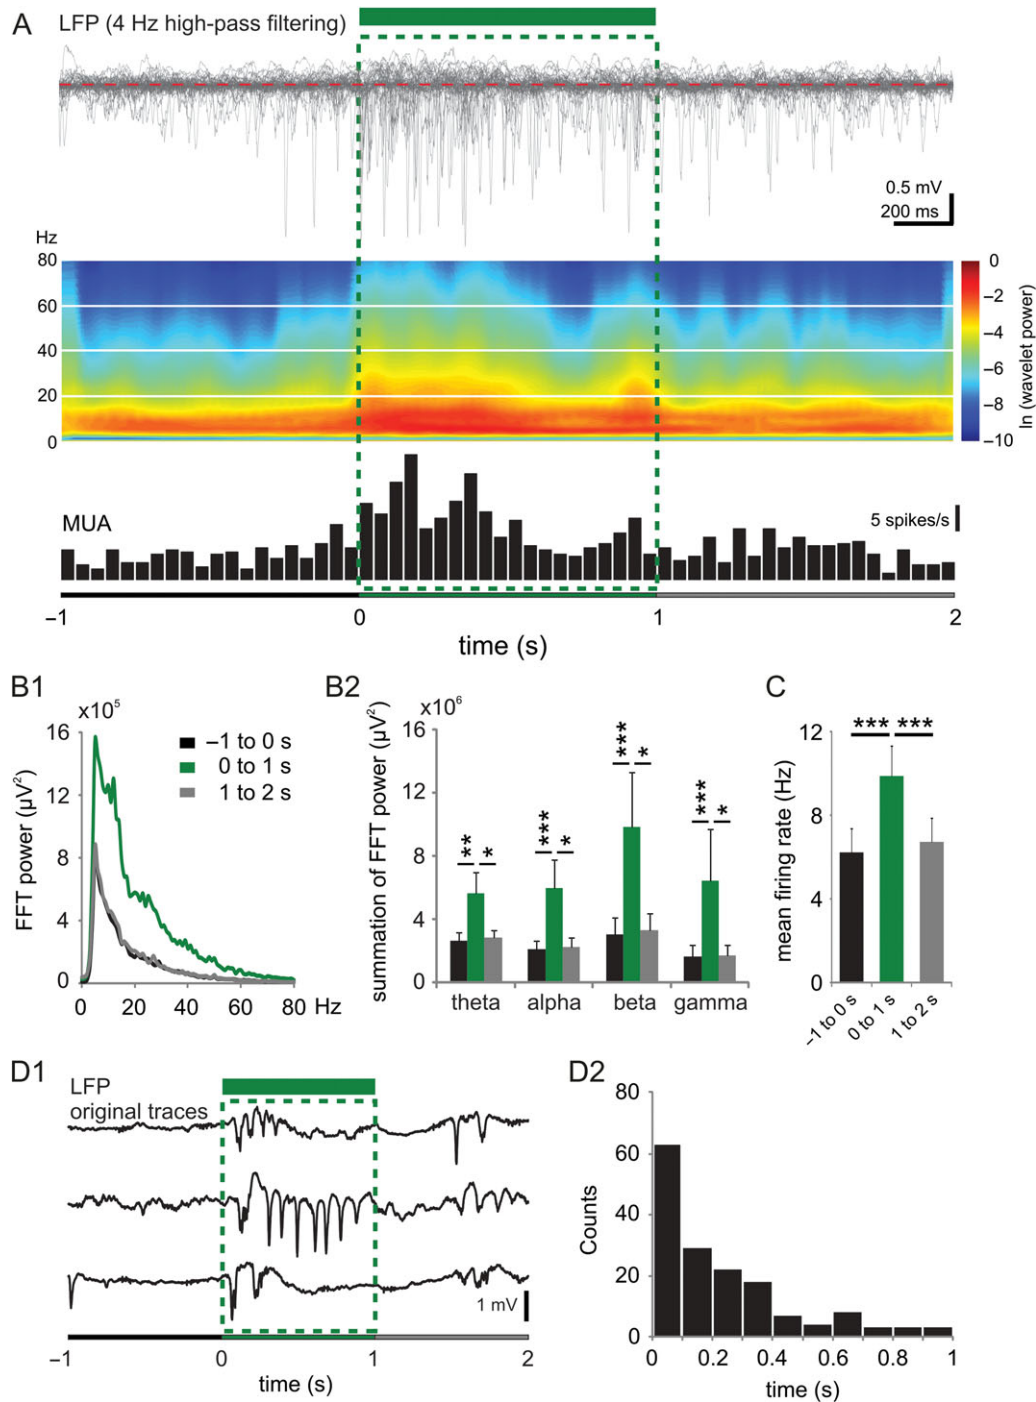 A
LFP (4 Hz high-pass filtering)
0.5 mV
200 ms
Hz
80
60
40
20
0
0
−2
−4
−6
−8
−10
ln (wavelet power)
MUA
5 spikes/s
−1 0 1 2
time (s)
B1
x10⁵
16
12
8
4
0
FFT power (µV²)
−1 to 0 s
0 to 1 s
1 to 2 s
0 20 40 60 80
Hz
B2
x10⁶
16
12
8
4
0
summation of FFT power (µV²)
** *
*** *
*** *
*** *
theta alpha beta gamma
C
12
9
6
3
0
mean firing rate (Hz)
*** ***
−1 to 0 s
0 to 1 s
1 to 2 s
D1
LFP
original traces
1 mV
−1 0 1 2
time (s)
D2
80
60
40
20
0
Counts
0 0.2 0.4 0.6 0.8 1
time (s)